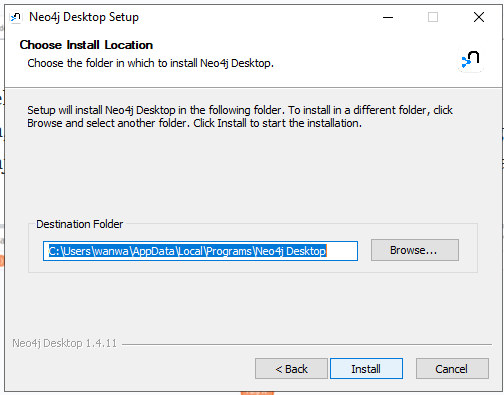 Neo4j Desktop Setup
Choose Install Location
Choose the folder in which to install Neo4j Desktop.
Setup will install Neo4j Desktop in the following folder. To install in a different folder, click
Browse and select another folder. Click Install to start the installation.
Destination Folder
C:\Users\wanwa\AppData\Local\Programs\Neo4j Desktop
Browse...
Neo4j Desktop 1.4.11
< Back
Install
Cancel